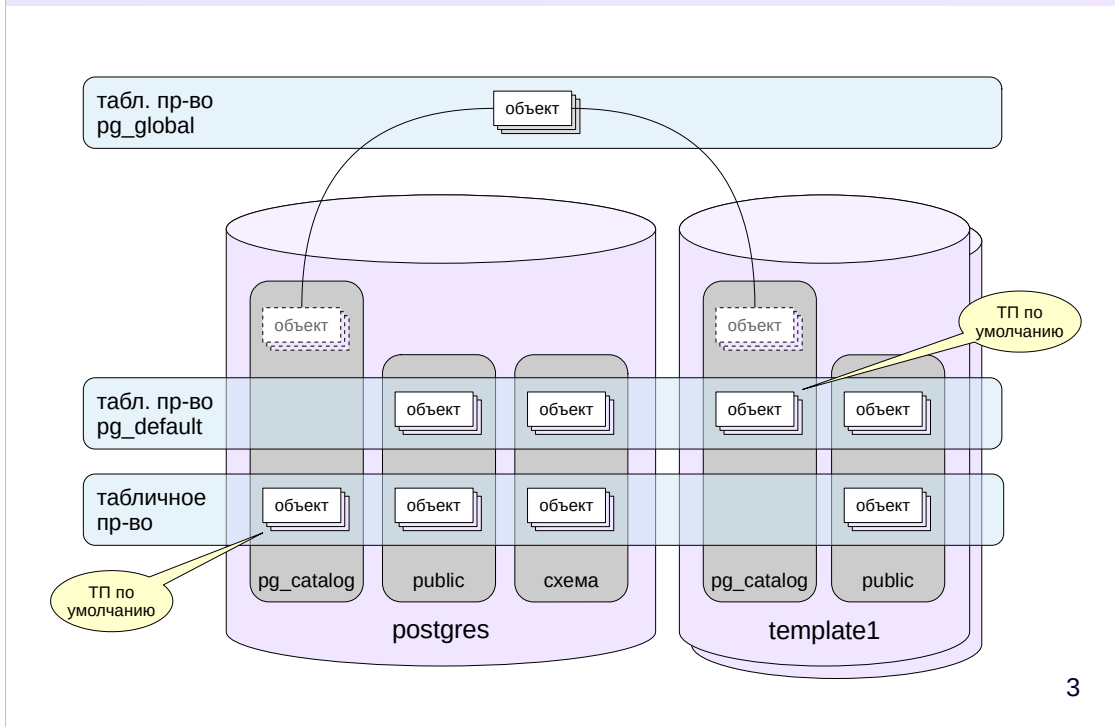 табл. пр-во
pg_global
объект
объект
объект
ТП по
умолчанию
табл. пр-во
pg_default
объект
объект
объект
объект
табличное
пр-во
объект
объект
объект
объект
ТП по
умолчанию
pg_catalog
public
схема
pg_catalog
public
postgres
template1
3